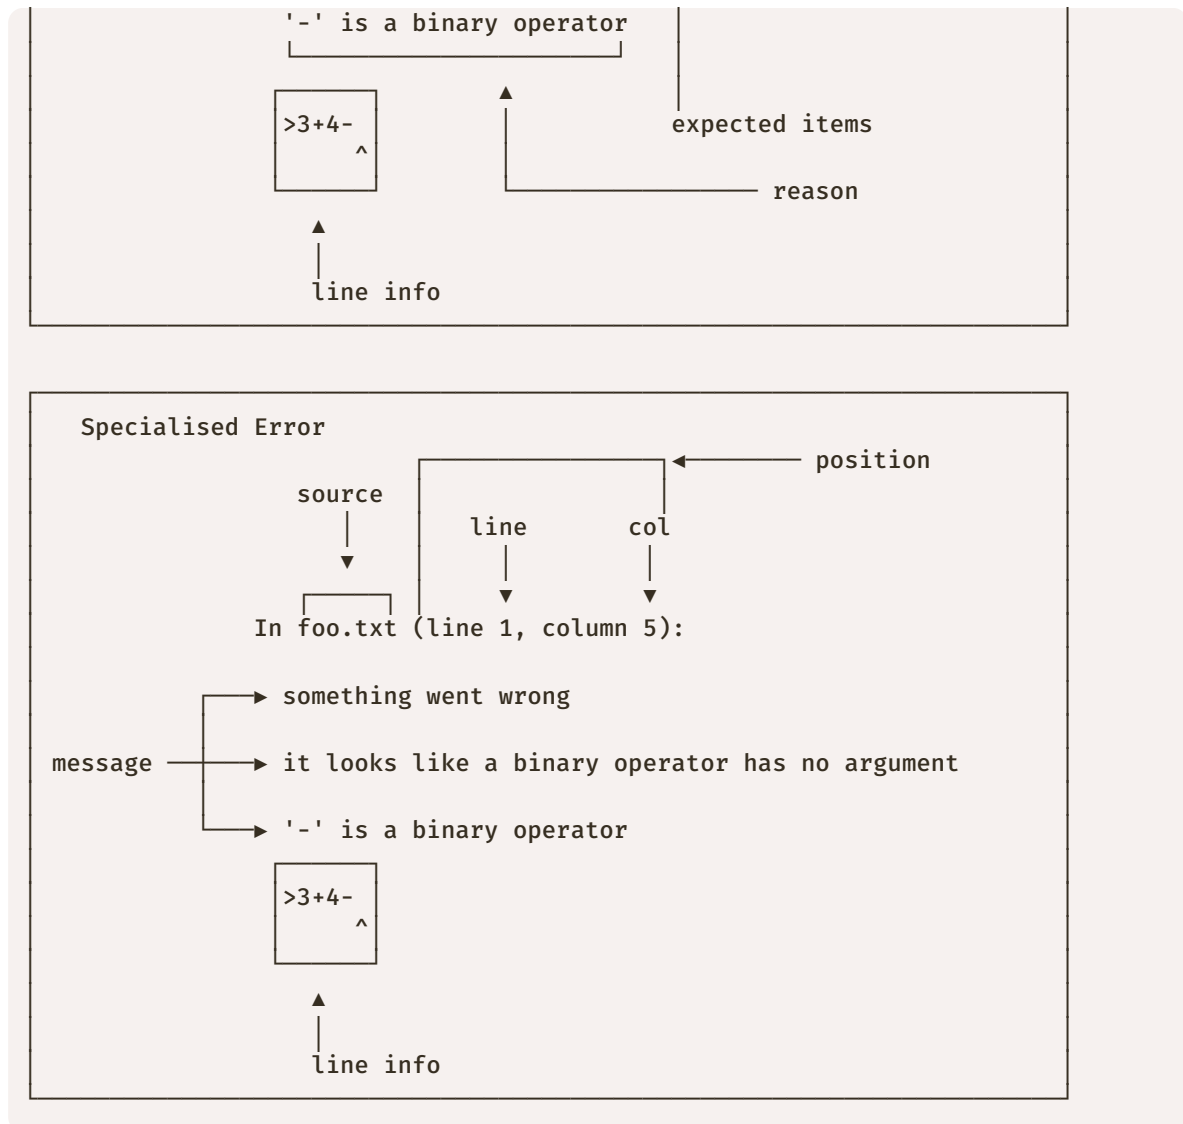 '-' is a binary operator
>3+4-
expected items
^
reason
line info
Specialised Error
position
source
line col
In foo.txt (line 1, column 5):
something went wrong
message it looks like a binary operator has no argument
'-' is a binary operator
>3+4-
^
line info